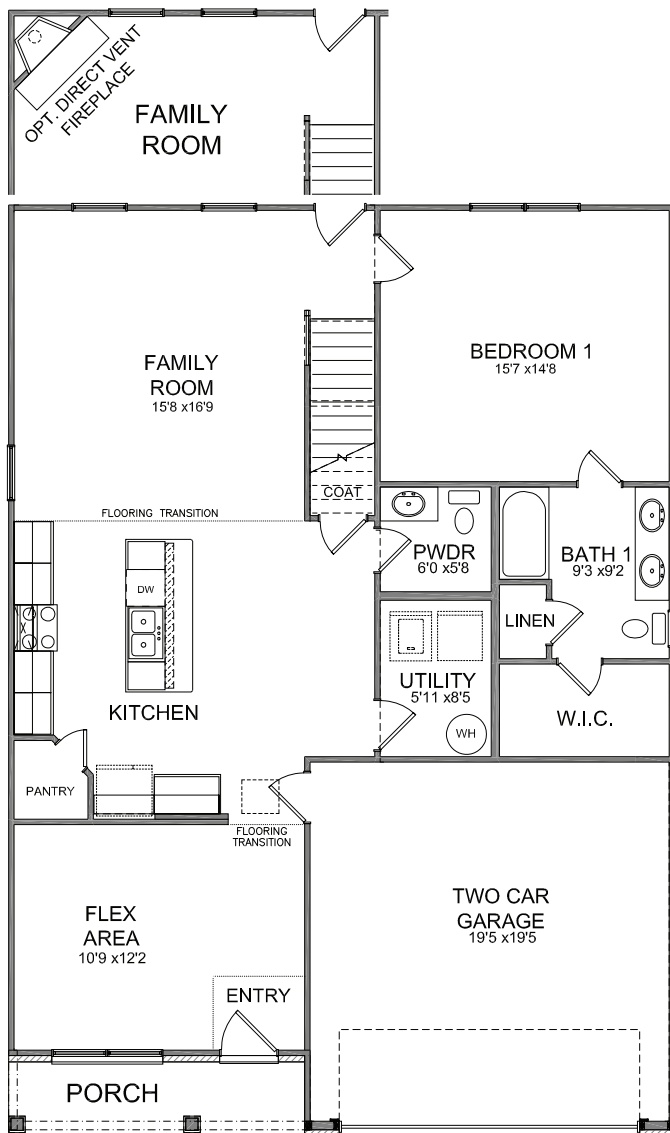 OPT. DIRECT VENT
FIREPLACE
FAMILY
ROOM
FAMILY
ROOM
15'8 x16'9
BEDROOM 1
15'7 x14'8
COAT
FLOORING TRANSITION
PWDR
6'0 x5'8
BATH 1
9'3 x9'2
DW
LINEN
UTILITY
5'11 x8'5
KITCHEN
W.I.C.
WH
PANTRY
FLOORING
TRANSITION
TWO CAR
GARAGE
19'5 x19'5
FLEX
AREA
10'9 x12'2
ENTRY
PORCH